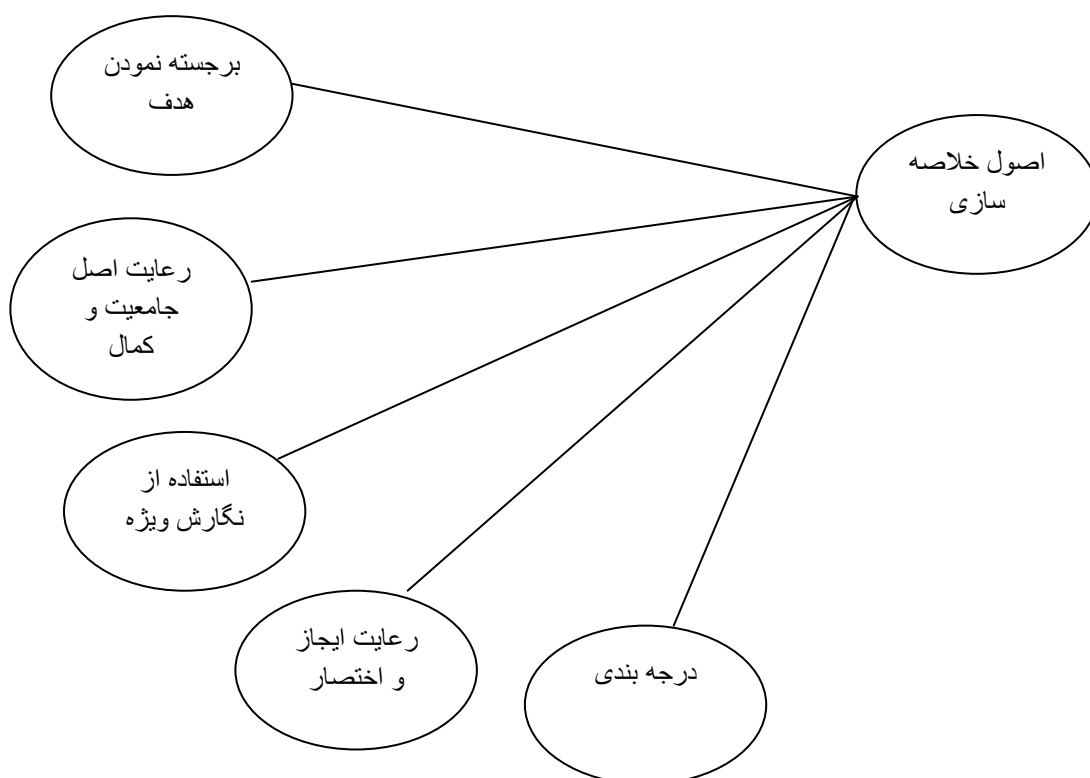 اصول خلاصه
سازی
برجسته نمودن
هدف
رعایت اصل
جامعیت و
کمال
استفاده از
نگارش ویژه
رعایت ایجاز
و اختصار
درجه بندی